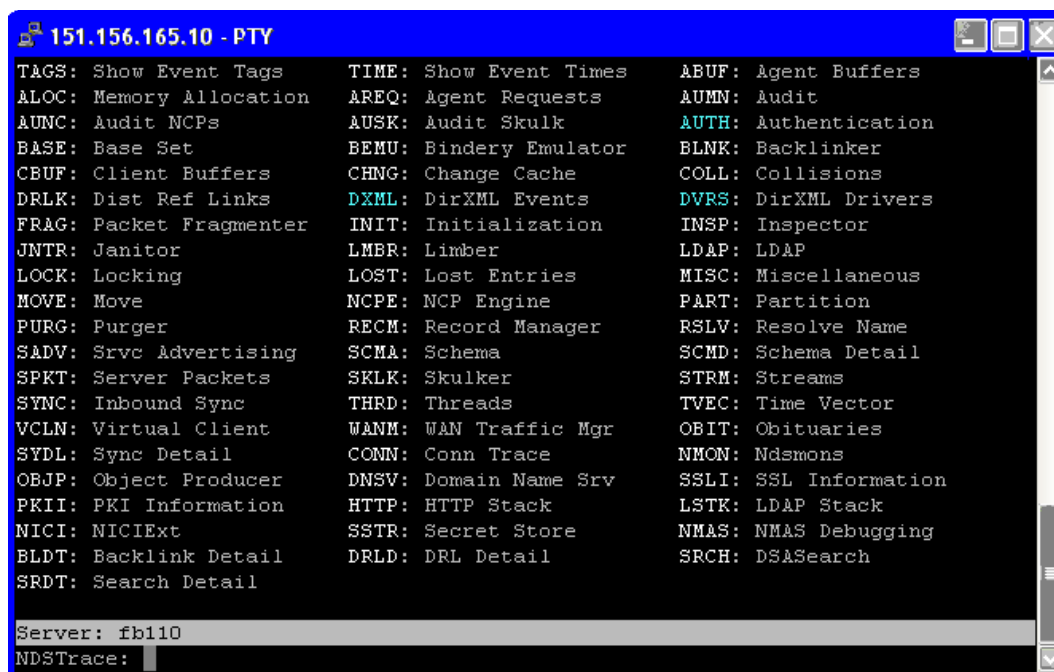 151.156.165.10 - PTY
TAGS: Show Event Tags TIME: Show Event Times ABUF: Agent Buffers
ALOC: Memory Allocation AREQ: Agent Requests AUMN: Audit
AUNC: Audit NCPs AUSK: Audit Skulk AUTH: Authentication
BASE: Base Set BEMU: Bindery Emulator BLNK: Backlinker
CBUF: Client Buffers CHNG: Change Cache COLL: Collisions
DRLK: Dist Ref Links DXML: DirXML Events DVRS: DirXML Drivers
FRAG: Packet Fragmenter INIT: Initialization INSP: Inspector
JNTR: Janitor LMBR: Limber LDAP: LDAP
LOCK: Locking LOST: Lost Entries MISC: Miscellaneous
MOVE: Move NCPE: NCP Engine PART: Partition
PURG: Purger RECM: Record Manager RSLV: Resolve Name
SADV: Srvc Advertising SCMA: Schema SCMD: Schema Detail
SPKT: Server Packets SKLK: Skulker STRM: Streams
SYNC: Inbound Sync THRD: Threads TVEC: Time Vector
VCLN: Virtual Client WANM: WAN Traffic Mgr OBIT: Obituaries
SYDL: Sync Detail CONN: Conn Trace NMON: Ndsmons
OBJP: Object Producer DNSV: Domain Name Srv SSLI: SSL Information
PKII: PKI Information HTTP: HTTP Stack LSTK: LDAP Stack
NICI: NICIExt SSTR: Secret Store NMAS: NMAS Debugging
BLDT: Backlink Detail DRLD: DRL Detail SRCH: DSASearch
SRDT: Search Detail
Server: fb110
NDSTrace: